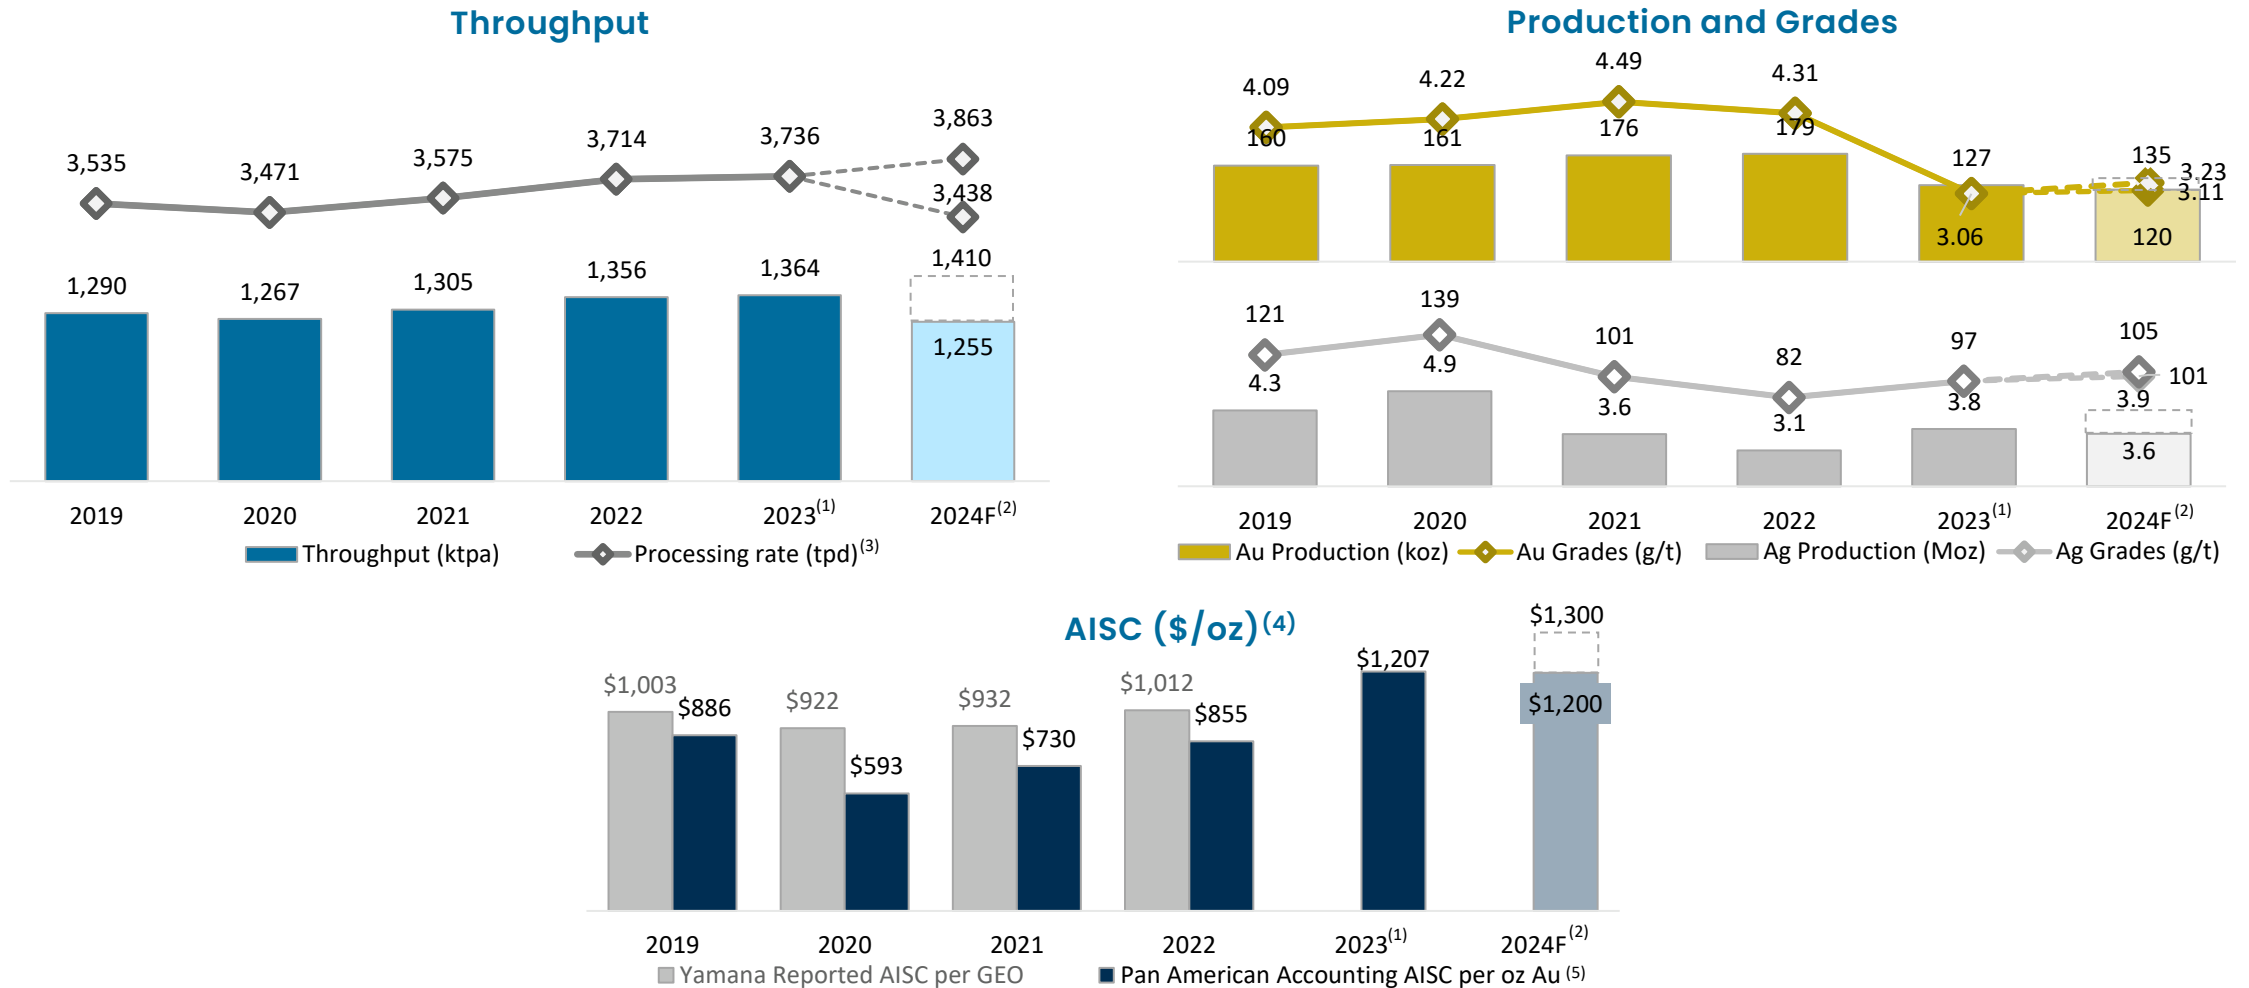 Throughput
3,863
3,736
3,714
3,575
3,535
3,471
3,438
1,410
1,364
1,356
1,305
1,290
1,267
1,255
2019 2020 2021 2022 2023(1) 2024F(2)
Throughput (ktpa) Processing rate (tpd)(3)
Production and Grades
4.09 4.22 4.49 4.31
160 161 176 179 127 135 3.23
3.11
3.06 120
121 139 101 82 97 105
101
4.3 4.9 3.6 3.1 3.8 3.9
3.6
2019 2020 2021 2022 2023(1) 2024F(2)
Au Production (koz) Au Grades (g/t) Ag Production (Moz) Ag Grades (g/t)
AISC ($/oz)(4)
$1,300
$1,207
$1,003 $922 $932 $1,012
$886 $593 $730 $855
$1,200
2019 2020 2021 2022 2023(1) 2024F(2)
Yamana Reported AISC per GEO Pan American Accounting AISC per oz Au (5)